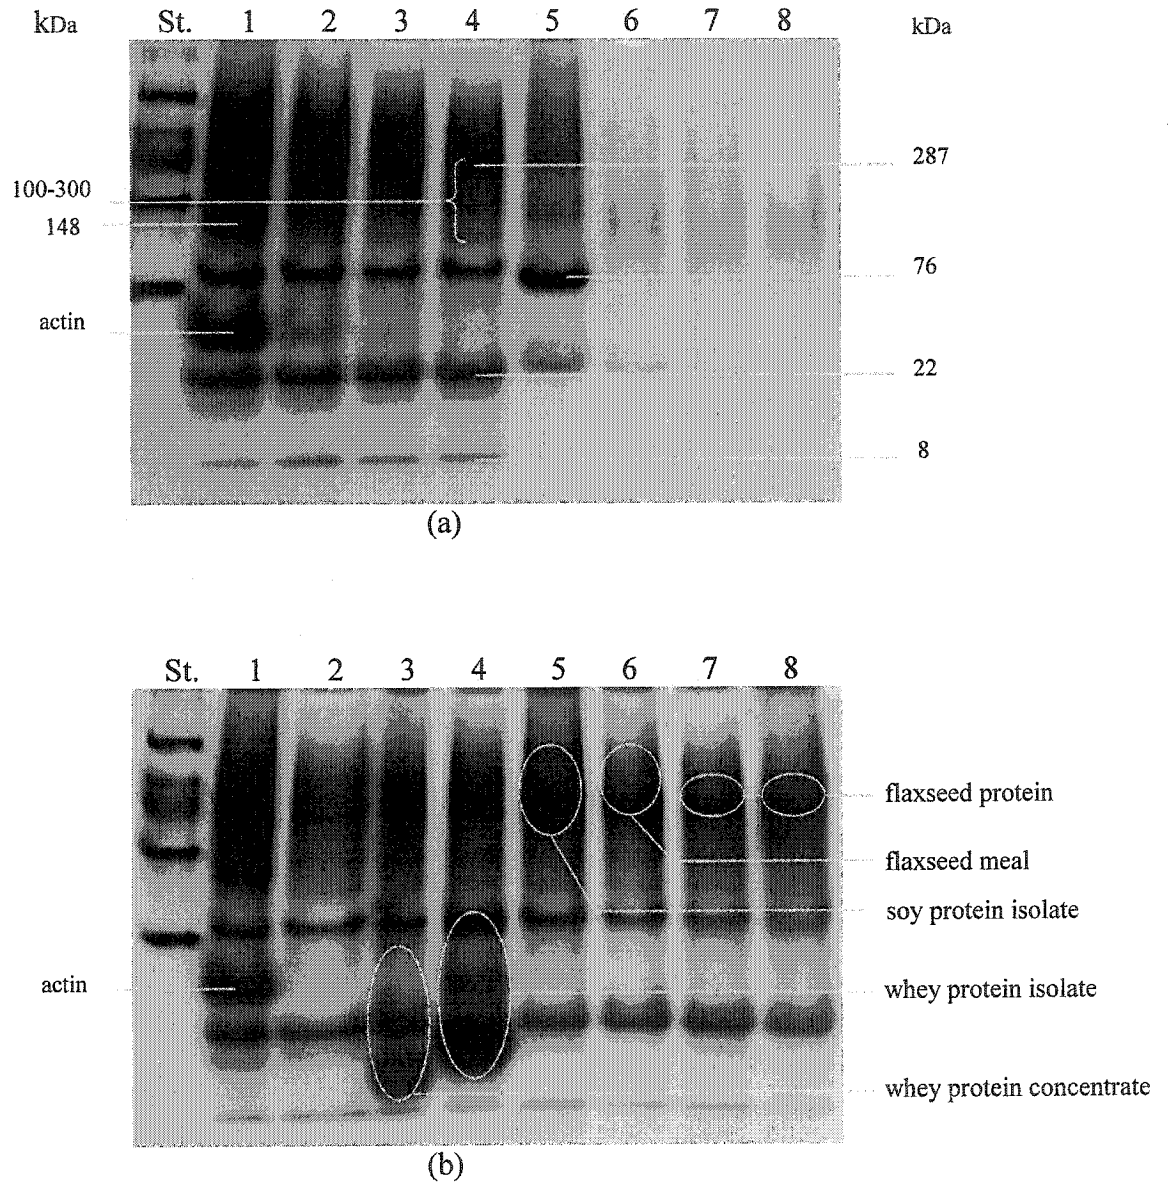 kDa St. 1 2 3 4 5 6 7 8 kDa
287
100-300
148
76
actin
22
8
(a)
St. 1 2 3 4 5 6 7 8
flaxseed protein
flaxseed meal
soy protein isolate
actin
whey protein isolate
whey protein concentrate
(b)